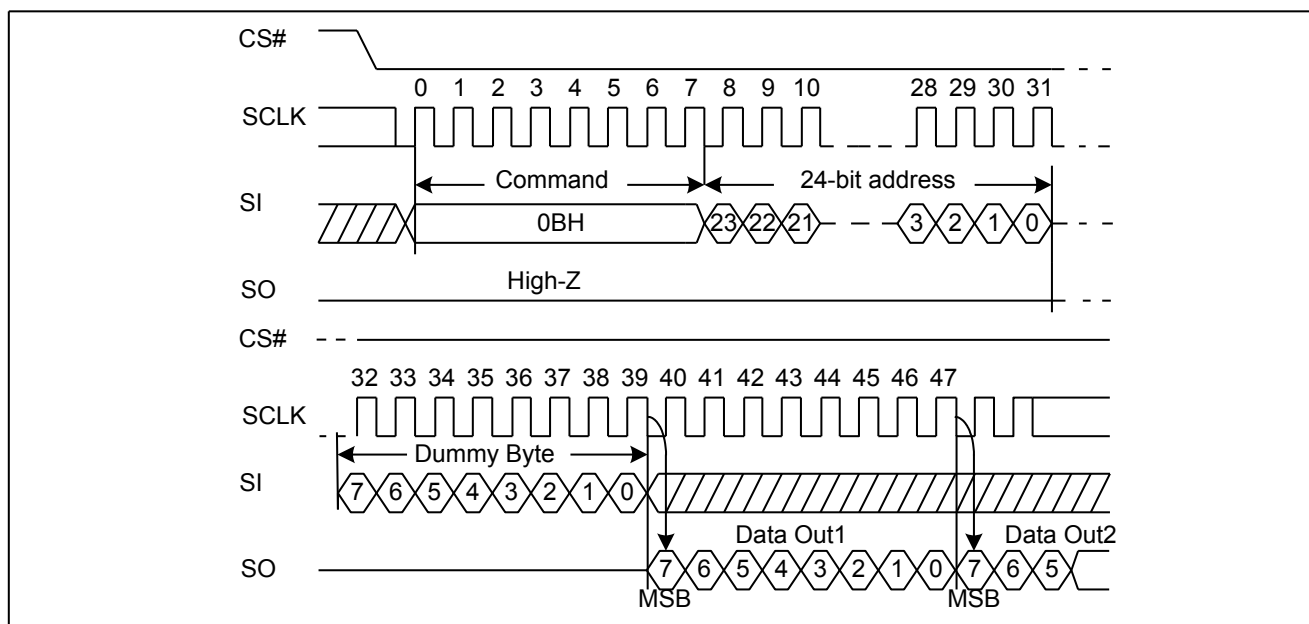 CS#
0 1 2 3 4 5 6 7 8 9 10 28 29 30 31
SCLK
Command 24-bit address
SI
0BH 23 22 21 3 2 1 0
High-Z
SO
CS#
32 33 34 35 36 37 38 39 40 41 42 43 44 45 46 47
SCLK
Dummy Byte
SI
7 6 5 4 3 2 1 0
Data Out1 Data Out2
SO
7 6 5 4 3 2 1 0 7 6 5
MSB MSB